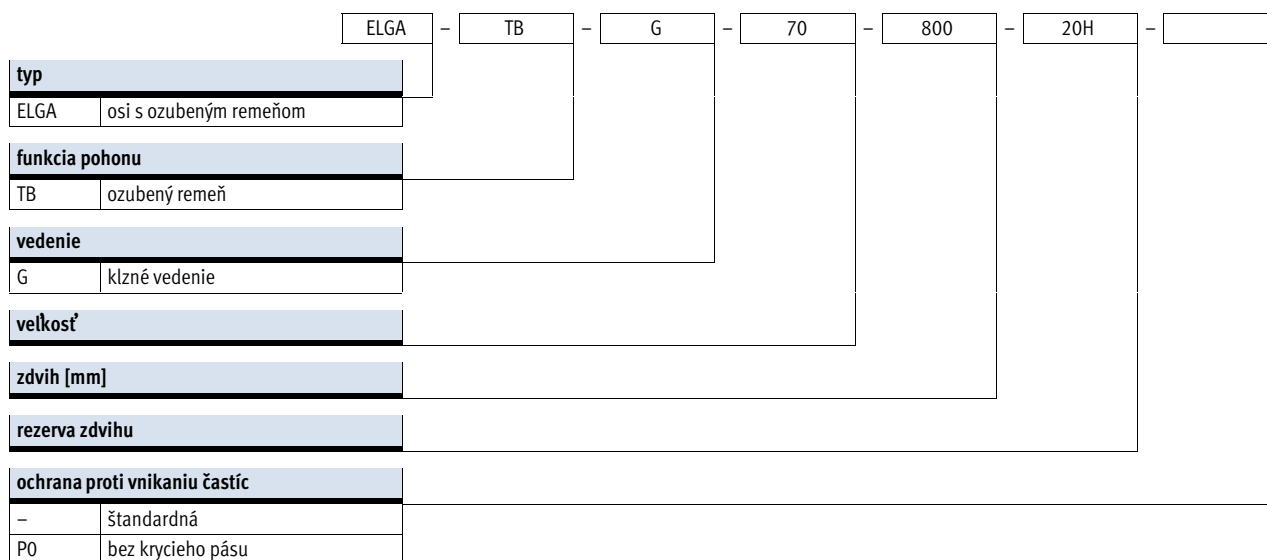 ELGA – TB – G – 70 – 800 – 20H –
typ
ELGA osi s ozubeným remeňom
funkcia pohonu
TB ozubený remeň
vedenie
G klzné vedenie
veľkosť
zdvih [mm]
rezerva zdvihu
ochrana proti vnikaniu častíc
– štandardná
P0 bez krycieho pásu